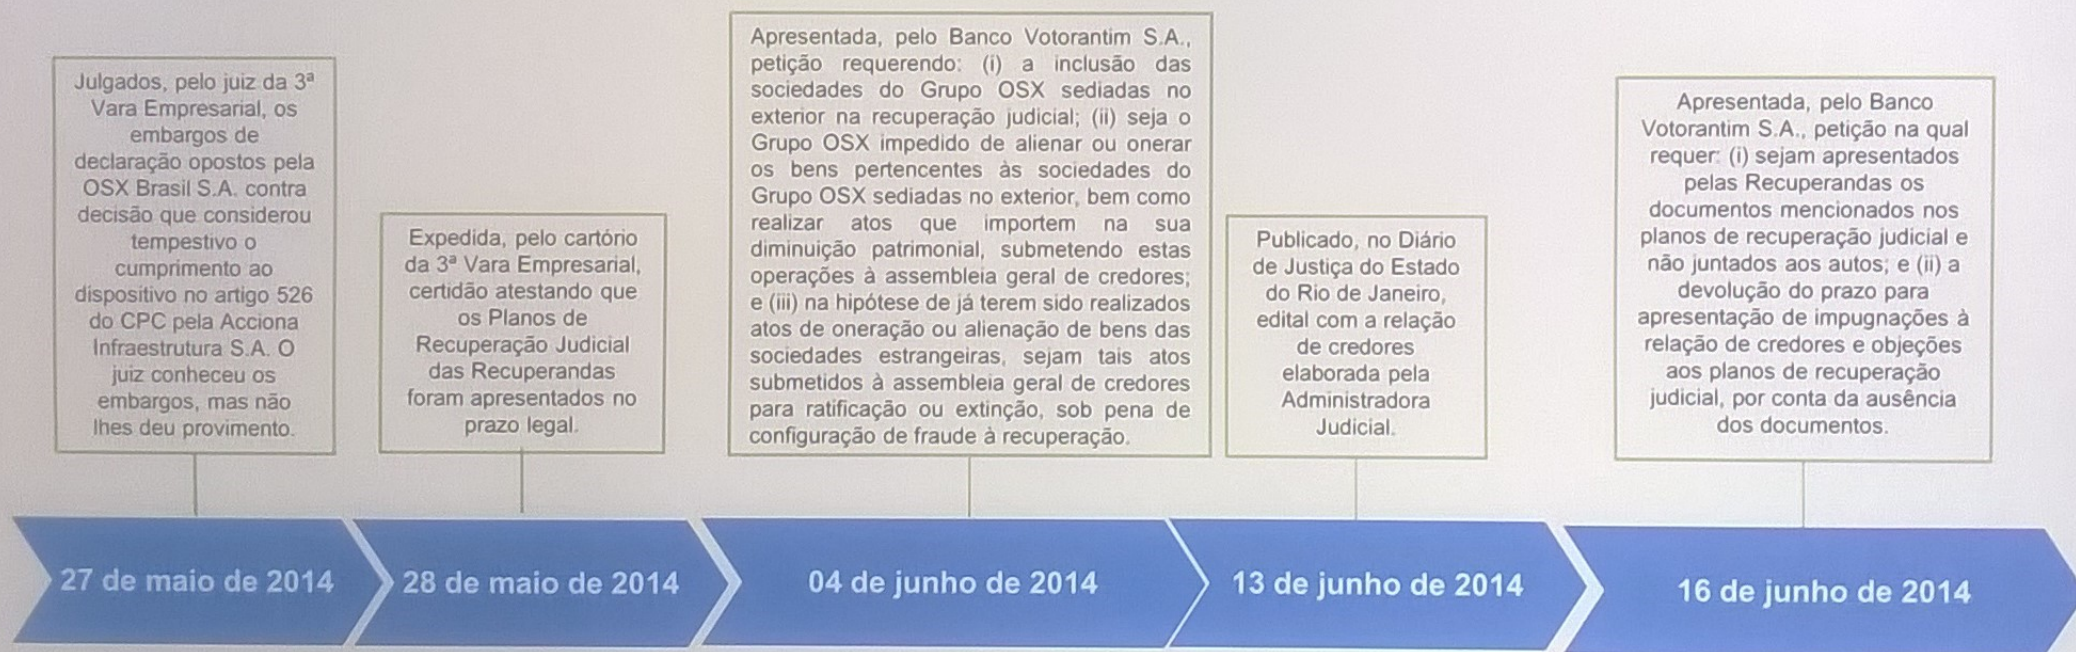 Julgados, pelo juiz da 3ª
Vara Empresarial, os
embargos de
declaração opostos pela
OSX Brasil S.A. contra
decisão que considerou
tempestivo o
cumprimento ao
dispositivo no artigo 526
do CPC pela Acciona
Infraestrutura S.A. O
juiz conheceu os
embargos, mas não
lhes deu provimento.
Expedida, pelo cartório
da 3ª Vara Empresarial,
certidão atestando que
os Planos de
Recuperação Judicial
das Recuperandas
foram apresentados no
prazo legal.
Apresentada, pelo Banco Votorantim S.A.,
petição requerendo: (i) a inclusão das
sociedades do Grupo OSX sediadas no
exterior na recuperação judicial; (ii) seja o
Grupo OSX impedido de alienar ou onerar
os bens pertencentes às sociedades do
Grupo OSX sediadas no exterior, bem como
realizar atos que importem na sua
diminuição patrimonial, submetendo estas
operações à assembleia geral de credores;
e (iii) na hipótese de já terem sido realizados
atos de oneração ou alienação de bens das
sociedades estrangeiras, sejam tais atos
submetidos à assembleia geral de credores
para ratificação ou extinção, sob pena de
configuração de fraude à recuperação.
Publicado, no Diário
de Justiça do Estado
do Rio de Janeiro,
edital com a relação
de credores
elaborada pela
Administradora
Judicial.
Apresentada, pelo Banco
Votorantim S.A., petição na qual
requer: (i) sejam apresentados
pelas Recuperandas os
documentos mencionados nos
planos de recuperação judicial e
não juntados aos autos; e (ii) a
devolução do prazo para
apresentação de impugnações à
relação de credores e objeções
aos planos de recuperação
judicial, por conta da ausência
dos documentos.
27 de maio de 2014
28 de maio de 2014
04 de junho de 2014
13 de junho de 2014
16 de junho de 2014